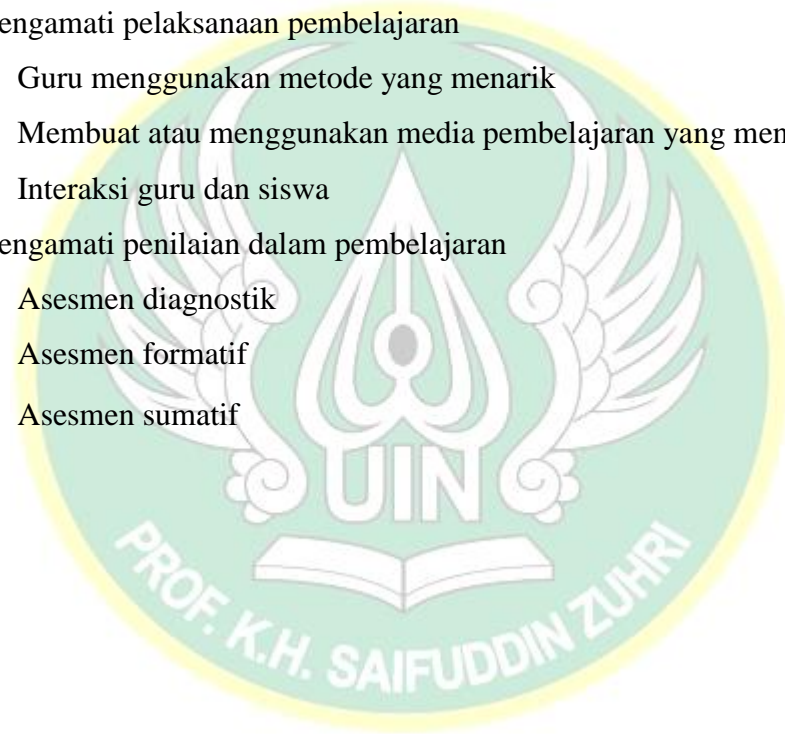 engamati pelaksanaan pembelajaran
Guru menggunakan metode yang menarik
Membuat atau menggunakan media pembelajaran yang men
Interaksi guru dan siswa
engamati penilaian dalam pembelajaran
Asesmen diagnostik
Asesmen formatif
Asesmen sumatif
UIN
PROF. K.H. SAIFUDDIN ZUHRI